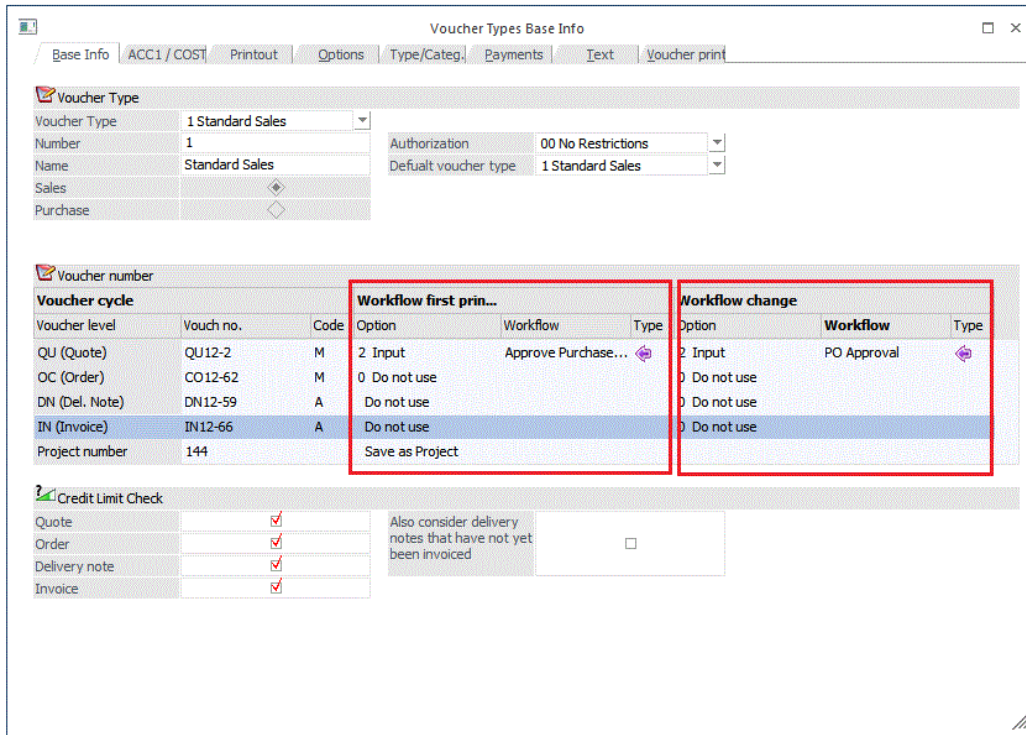 Voucher Types Base Info
Base Info ACC1 / COST Printout Options Type/Categ. Payments Text Voucher print
Voucher Type
Voucher Type 1 Standard Sales
Number 1 Authorization 00 No Restrictions
Name Standard Sales Defualt voucher type 1 Standard Sales
Sales
Purchase
Voucher number
Voucher cycle Workflow first prin... Workflow change
Voucher level Vouch no. Code Option Workflow Type Option Workflow Type
QU (Quote) QU12-2 M 2 Input Approve Purchase... 2 Input PO Approval
OC (Order) CO12-62 M 0 Do not use 0 Do not use
DN (Del. Note) DN12-59 A Do not use 0 Do not use
IN (Invoice) IN12-66 A Do not use 0 Do not use
Project number 144 Save as Project
Credit Limit Check
Quote Also consider delivery
Order notes that have not yet
Delivery note been invoiced
Invoice